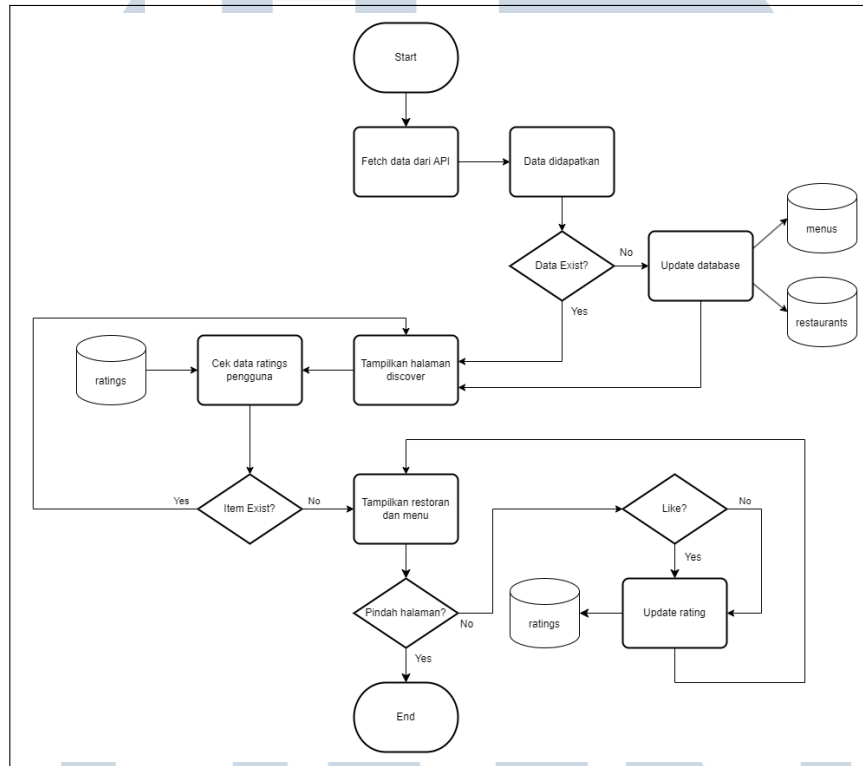 Start
Fetch data dari API
Data didapatkan
menus
Data Exist?
No
Update database
Yes
restaurants
ratings
Cek data ratings
pengguna
Tampilkan halaman
discover
Yes
Item Exist?
No
Tampilkan restoran
dan menu
Like?
No
Yes
Pindah halaman?
No
ratings
Update rating
Yes
End